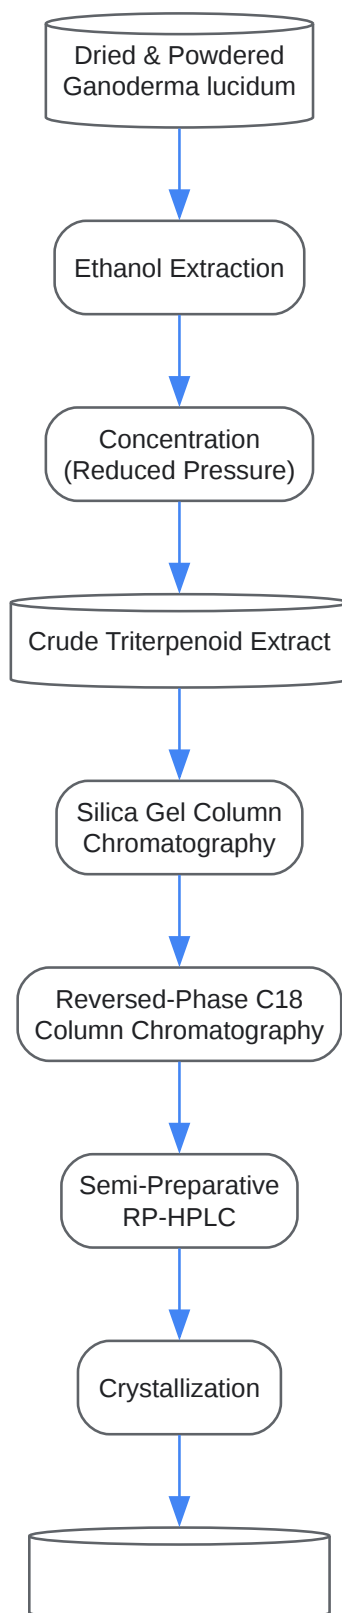 Dried & Powdered
Ganoderma lucidum
Ethanol Extraction
Concentration
(Reduced Pressure)
Crude Triterpenoid Extract
Silica Gel Column
Chromatography
Reversed-Phase C18
Column Chromatography
Semi-Preparative
RP-HPLC
Crystallization